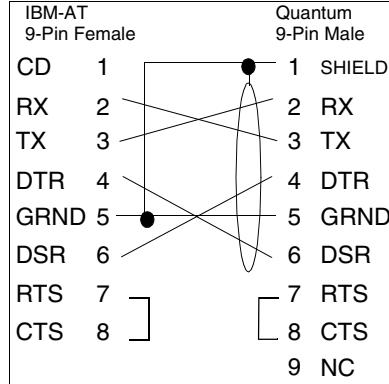 IBM-AT Quantum
9-Pin Female 9-Pin Male
CD 1 1 SHIELD
RX 2 2 RX
TX 3 3 TX
DTR 4 4 DTR
GRND 5 5 GRND
DSR 6 6 DSR
RTS 7 7 RTS
CTS 8 8 CTS
9 NC